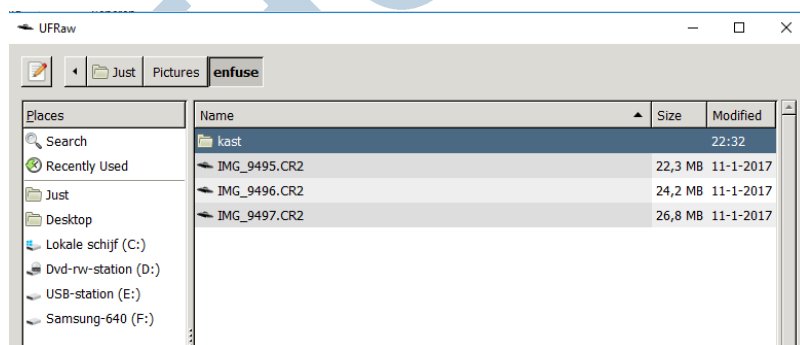 UFRaw
Just Pictures enfuse
Places
Search
Recently Used
Just
Desktop
Lokale schijf (C:)
Dvd-rw-station (D:)
USB-station (E:)
Samsung-640 (F:)
Name Size Modified
kast 22:32
IMG_9495.CR2 22,3 MB 11-1-2017
IMG_9496.CR2 24,2 MB 11-1-2017
IMG_9497.CR2 26,8 MB 11-1-2017